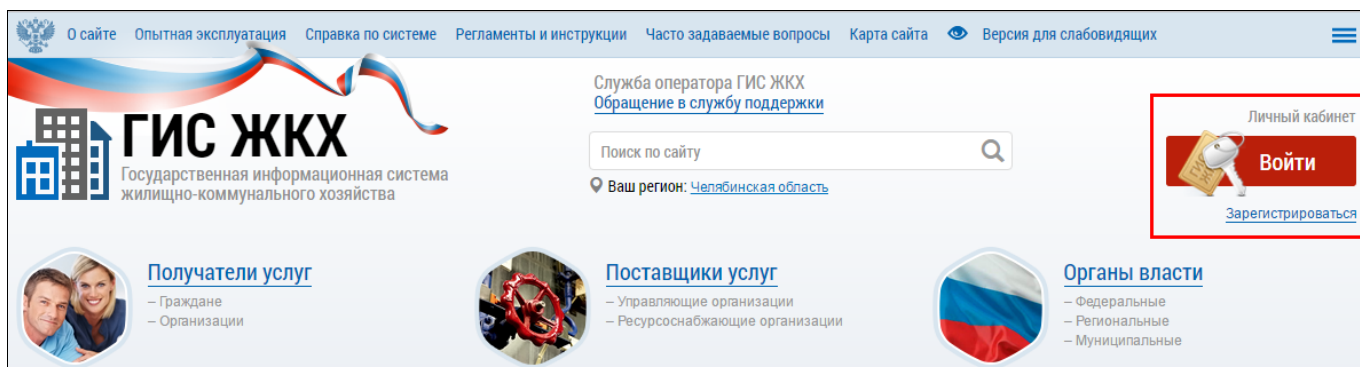 О сайте Опытная эксплуатация Справка по системе Регламенты и инструкции Часто задаваемые вопросы Карта сайта Версия для слабовидящих
Служба оператора ГИС ЖКХ
Обращение в службу поддержки
ГИС ЖКХ
Государственная информационная система
жилищно-коммунального хозяйства
Поиск по сайту
Ваш регион: Челябинская область
Личный кабинет
ГИС ЖКХ
Войти
Зарегистрироваться
Получатели услуг
– Граждане
– Организации
Поставщики услуг
– Управляющие организации
– Ресурсоснабжающие организации
Органы власти
– Федеральные
– Региональные
– Муниципальные